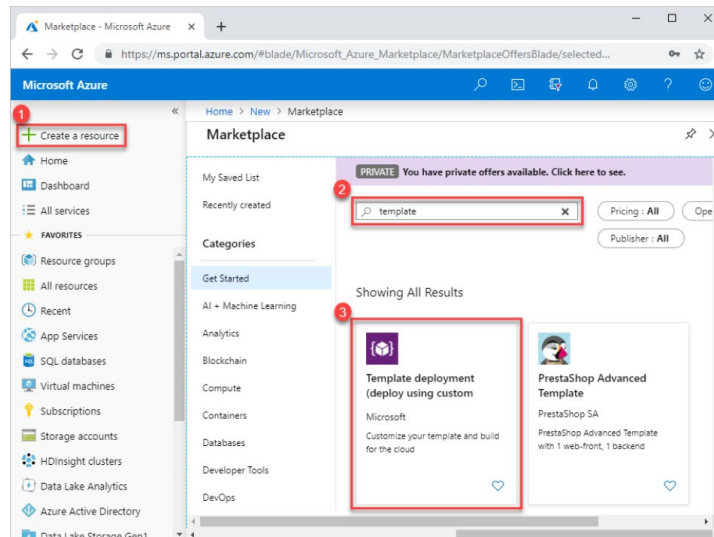 Marketplace - Microsoft Azure
https://ms.portal.azure.com/#blade/Microsoft_Azure_Marketplace/MarketplaceOffersBlade/selected...
Microsoft Azure
1
Create a resource
Home
Dashboard
All services
FAVORITES
Resource groups
All resources
Recent
App Services
SQL databases
Virtual machines
Subscriptions
Storage accounts
HDInsight clusters
Data Lake Analytics
Azure Active Directory
Data Lake Storage Gen1
Home > New > Marketplace
Marketplace
My Saved List
Recently created
Categories
Get Started
AI + Machine Learning
Analytics
Blockchain
Compute
Containers
Databases
Developer Tools
DevOps
PRIVATE You have private offers available. Click here to see.
2
template
Pricing : All
Ope
Publisher : All
Showing All Results
3
Template deployment
(deploy using custom
Microsoft
Customize your template and build
for the cloud
PrestaShop Advanced
Template
PrestaShop SA
PrestaShop Advanced Template
with 1 web-front, 1 backend